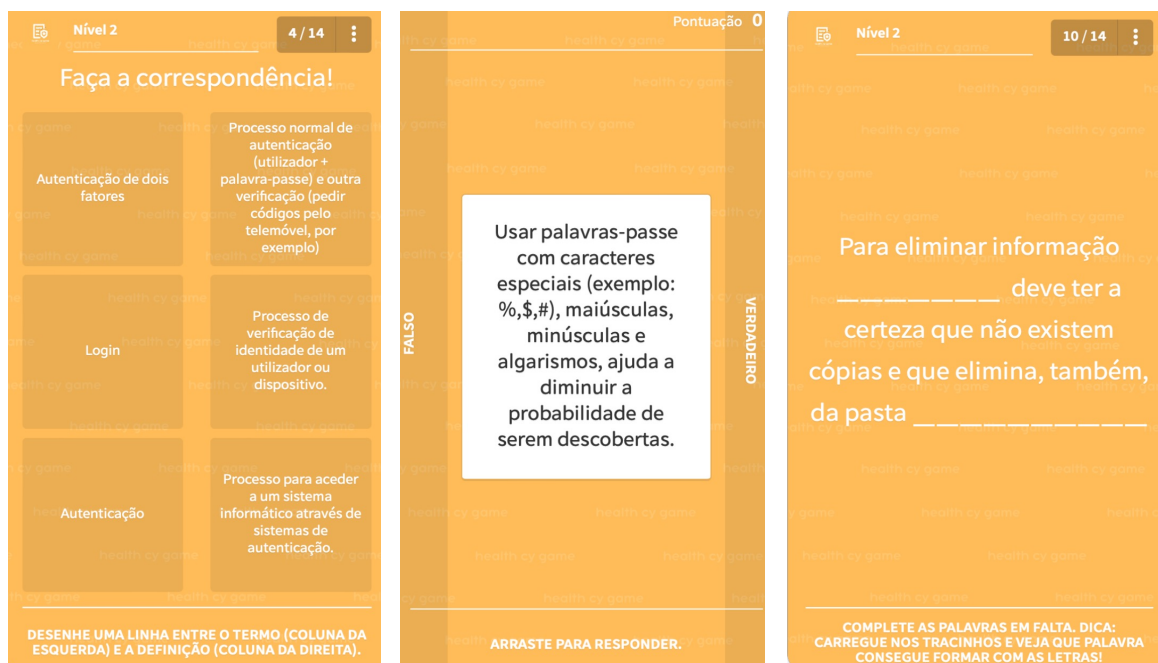 Nível 2
4 / 14
Faça a correspondência!
Autenticação de dois
fatores
Processo normal de
autenticação
(utilizador +
palavra-passe) e outra
verificação (pedir
códigos pelo
telemóvel, por
exemplo)
Login
Processo de
verificação de
identidade de um
utilizador ou
dispositivo.
Autenticação
Processo para aceder
a um sistema
informático através de
sistemas de
autenticação.
DESENHE UMA LINHA ENTRE O TERMO (COLUNA DA
ESQUERDA) E A DEFINIÇÃO (COLUNA DA DIREITA).
Pontuação 0
FALSO
Usar palavras-passe
com caracteres
especiais (exemplo:
%,$,#), maiúsculas,
minúsculas e
algarismos, ajuda a
diminuir a
probabilidade de
serem descobertas.
VERDADEIRO
ARRASTE PARA RESPONDER.
Nível 2
10 / 14
Para eliminar informação
_______ deve ter a
certeza que não existem
cópias e que elimina, também,
da pasta __________
COMPLETE AS PALAVRAS EM FALTA. DICA:
CARREGUE NOS TRACINHOS E VEJA QUE PALAVRA
CONSEGUE FORMAR COM AS LETRAS!
health cy game